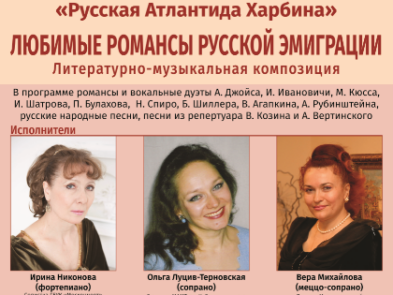 «Русская Атлантида Харбина»
ЛЮБИМЫЕ РОМАНСЫ РУССКОЙ ЭМИГРАЦИИ
Литературно-музыкальная композиция
В программе романсы и вокальные дуэты А. Джойса, И. Ивановичи, М. Кюсса,
И. Шатрова, П. Булахова, Н. Спиро, Б. Шиллера, В. Агапкина, А. Рубинштейна,
русские народные песни, песни из репертуара В. Козина и А. Вертинского
Исполнители
Ирина Никонова
(фортепиано)
Ольга Луцив-Терновская
(сопрано)
Вера Михайлова
(меццо-сопрано)